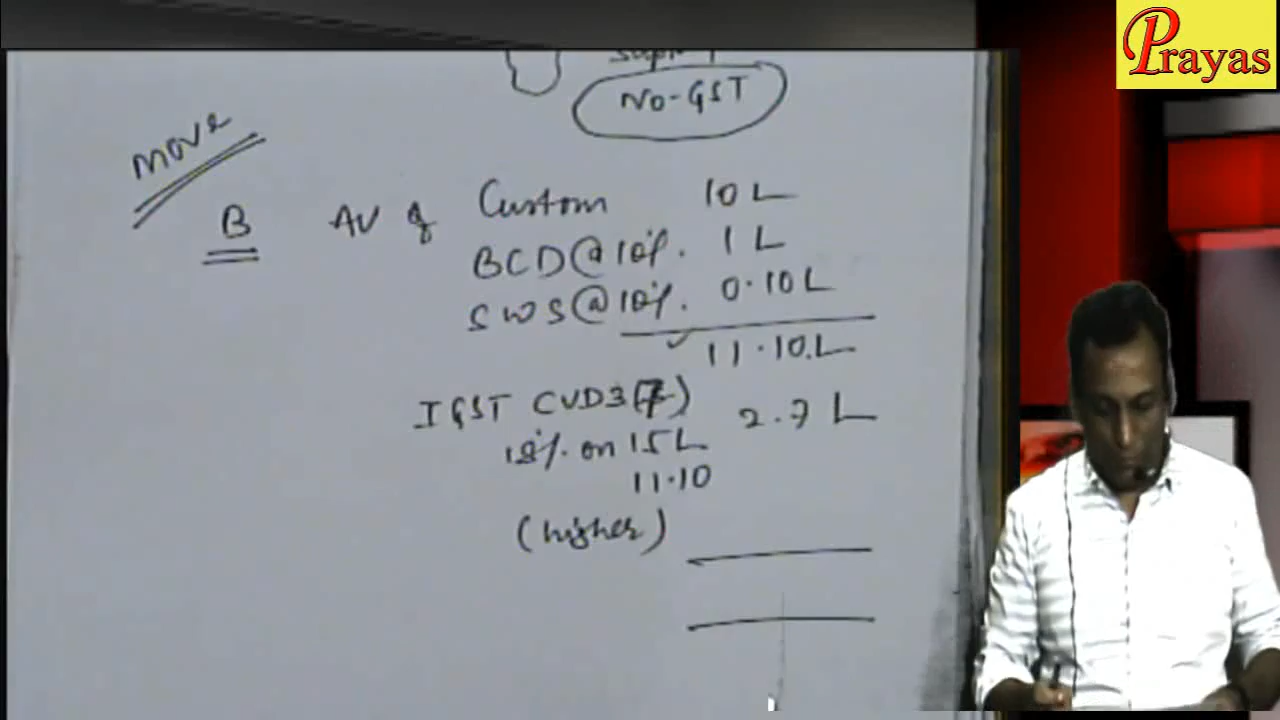 Prayas
No-GST
Move
B AV of Custom 10 L
BCD@10%. 1 L
SWS@10%. 0.10 L
11.10 L
IGST CVD3(7) 2.7 L
18% on 15 L
11.10
(higher)